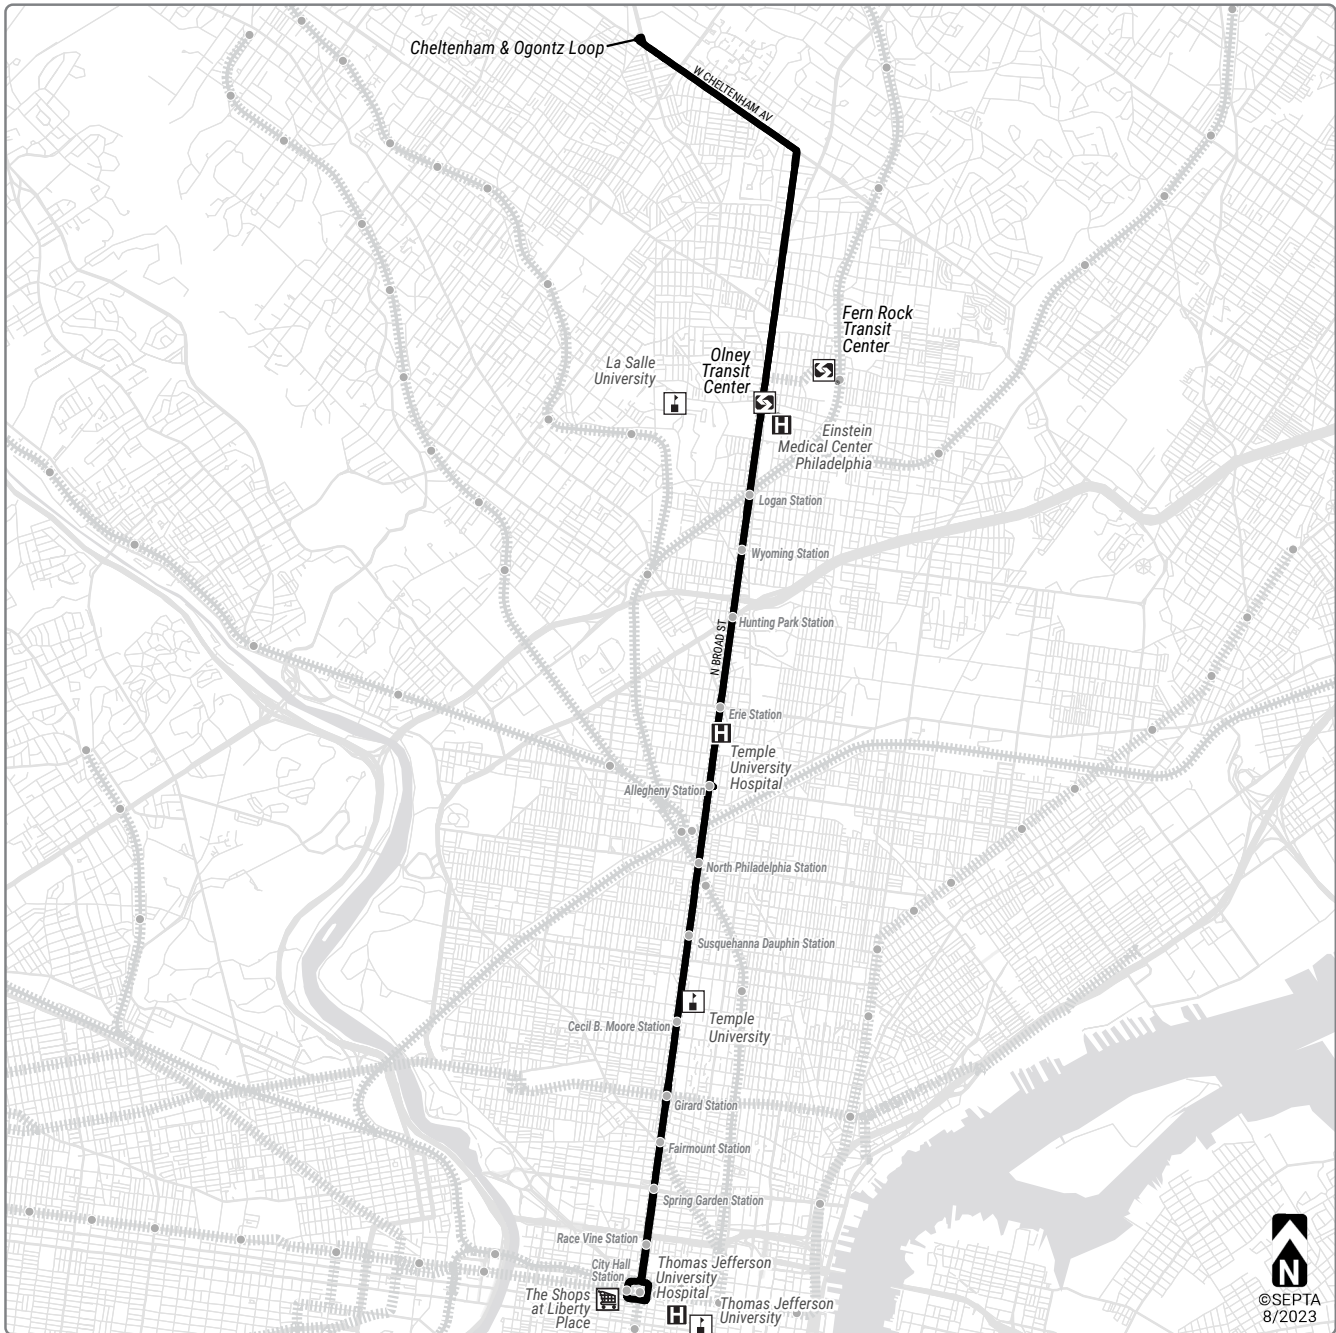 Cheltenham & Ogontz Loop
W CHELTENHAM AV
Fern Rock
Transit
Center
Olney
Transit
Center
La Salle
University
H
Einstein
Medical Center
Philadelphia
Logan Station
Wyoming Station
Hunting Park Station
N BROAD ST
Erie Station
H
Temple
University
Hospital
Allegheny Station
North Philadelphia Station
Susquehanna Dauphin Station
Cecil B. Moore Station
Temple
University
Girard Station
Fairmount Station
Spring Garden Station
Race Vine Station
City Hall
Station
Thomas Jefferson
University
Hospital
The Shops
at Liberty
Place
H
Thomas Jefferson
University
N
©SEPTA
8/2023